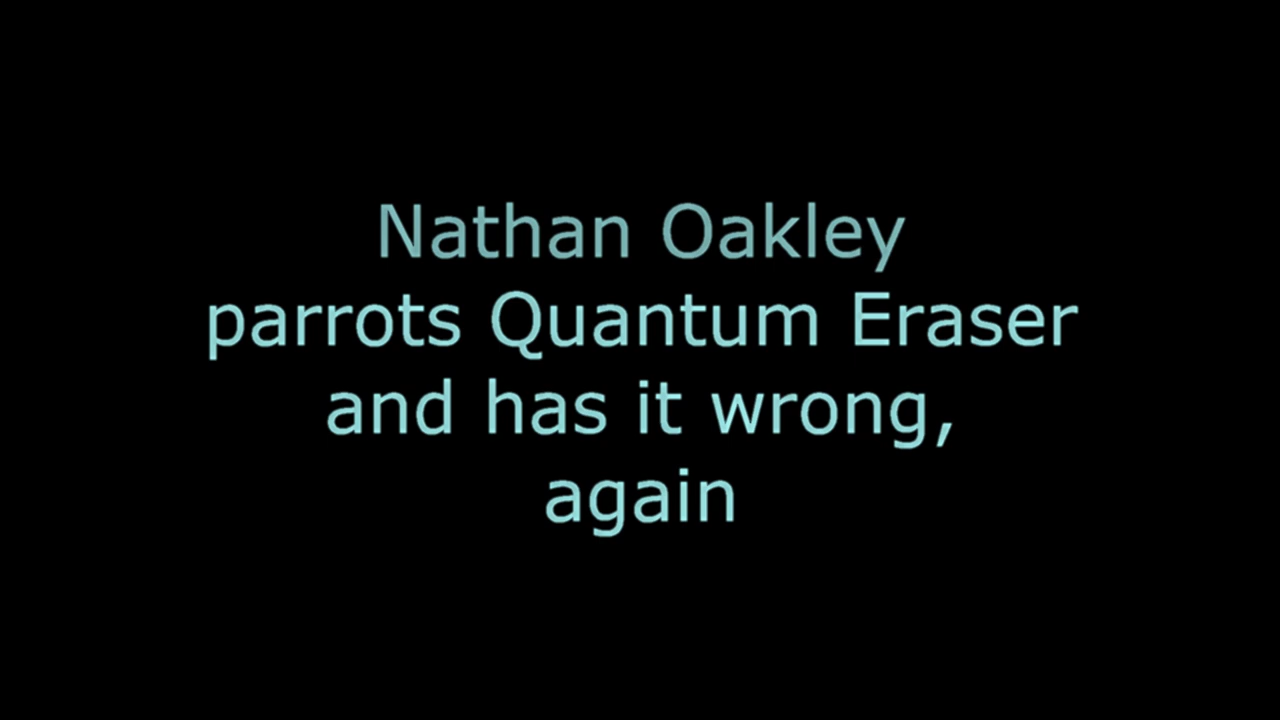 Nathan Oakley
parrots Quantum Eraser
and has it wrong,
again